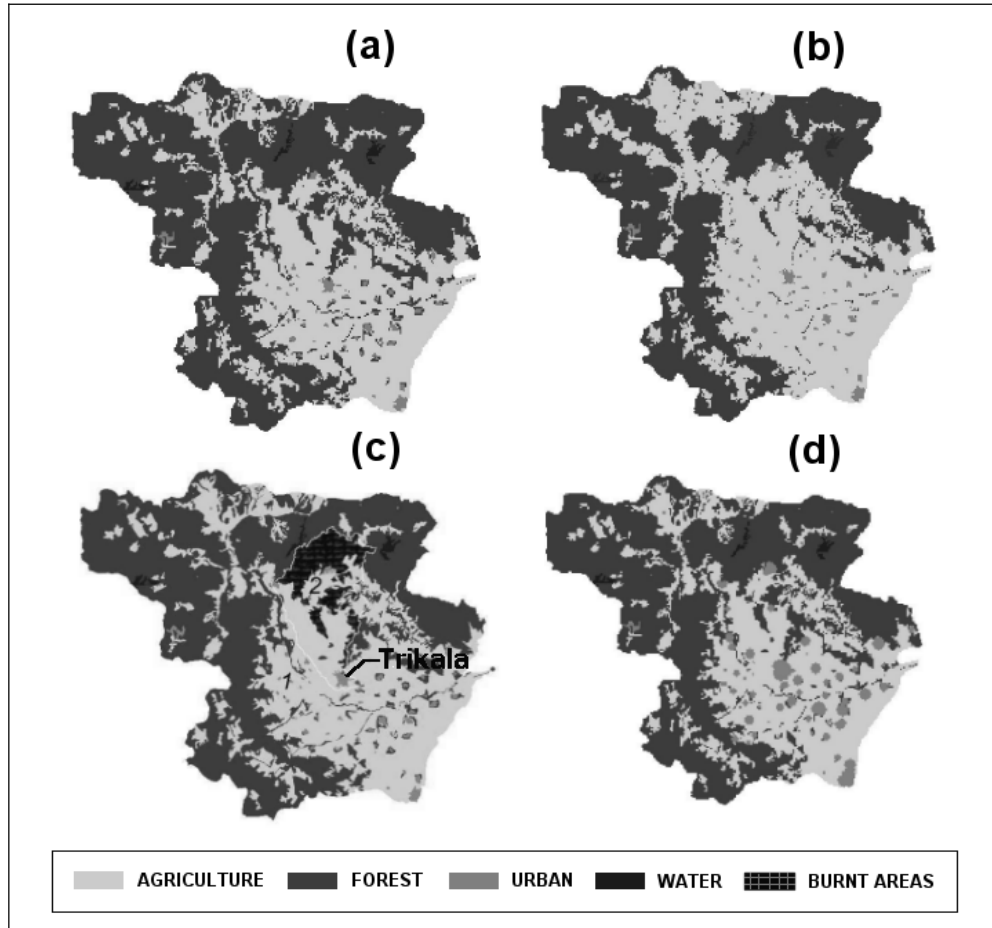 (a)
(b)
(c)
(d)
2
Trikala
1
AGRICULTURE
FOREST
URBAN
WATER
BURNT AREAS